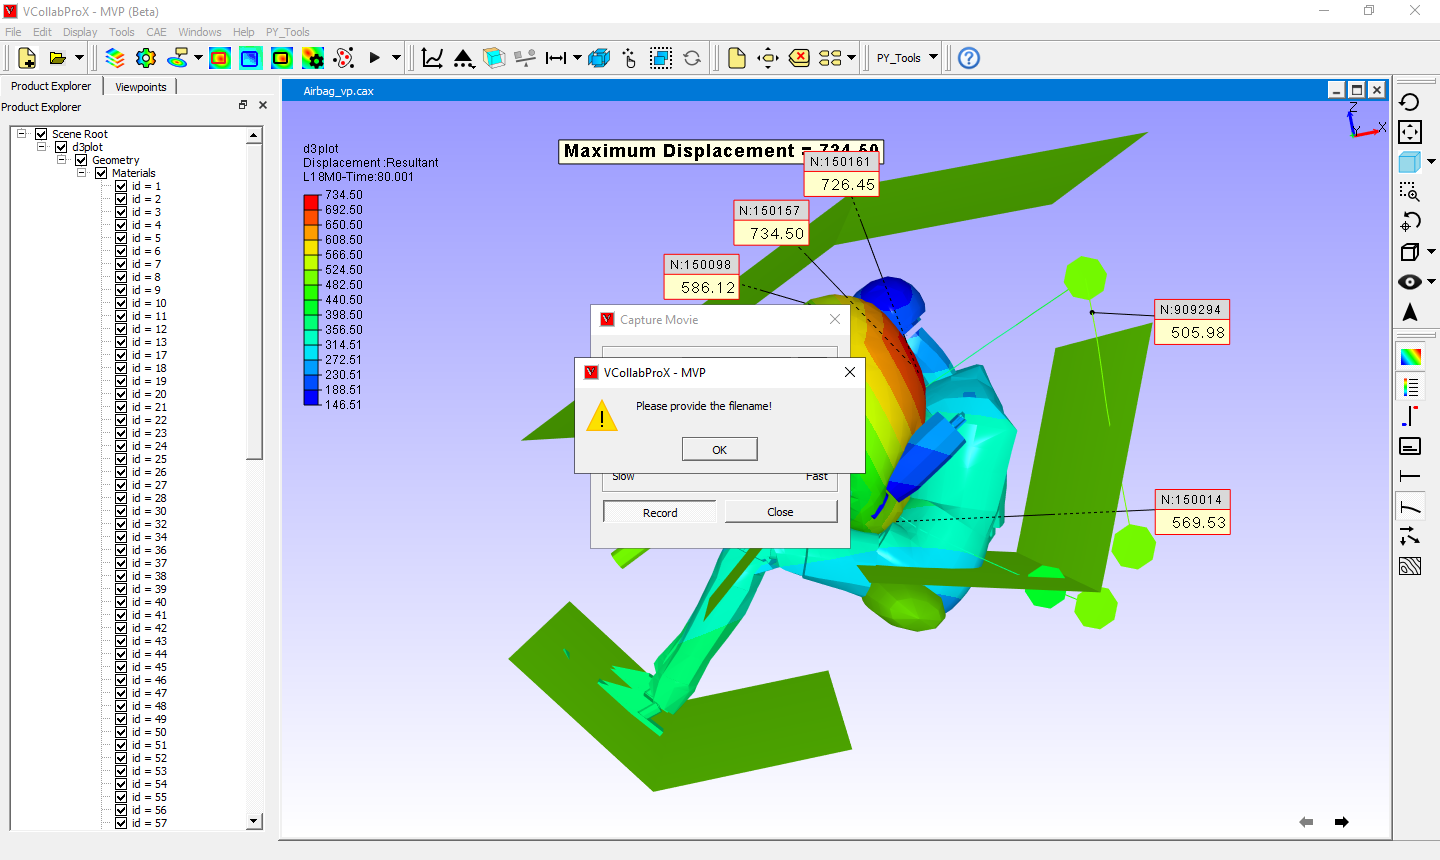 VCollabProX - MVP (Beta)
File Edit Display Tools CAE Windows Help PY_Tools
PY_Tools
Product Explorer Viewpoints
Product Explorer
Scene Root
d3plot
Geometry
Materials
id = 1
id = 2
id = 3
id = 4
id = 5
id = 6
id = 7
id = 8
id = 9
id = 10
id = 11
id = 12
id = 13
id = 17
id = 18
id = 19
id = 20
id = 21
id = 22
id = 23
id = 24
id = 25
id = 26
id = 27
id = 28
id = 30
id = 32
id = 34
id = 36
id = 37
id = 38
id = 39
id = 40
id = 41
id = 42
id = 43
id = 44
id = 45
id = 46
id = 47
id = 48
id = 49
id = 50
id = 51
id = 52
id = 53
id = 54
id = 55
id = 56
id = 57
Airbag_vp.cax
d3plot
Displacement :Resultant
L18M0-Time:80.001
734.50
692.50
650.50
608.50
566.50
524.50
482.50
440.50
398.50
356.50
314.51
272.51
230.51
188.51
146.51
Maximum Displacement = 734.50
N:150161
726.45
N:150157
734.50
N:150098
586.12
N:909294
505.98
N:150014
569.53
Z
X
Y
Capture Movie
VCollabProX - MVP
Please provide the filename!
OK
Slow Fast
Record Close